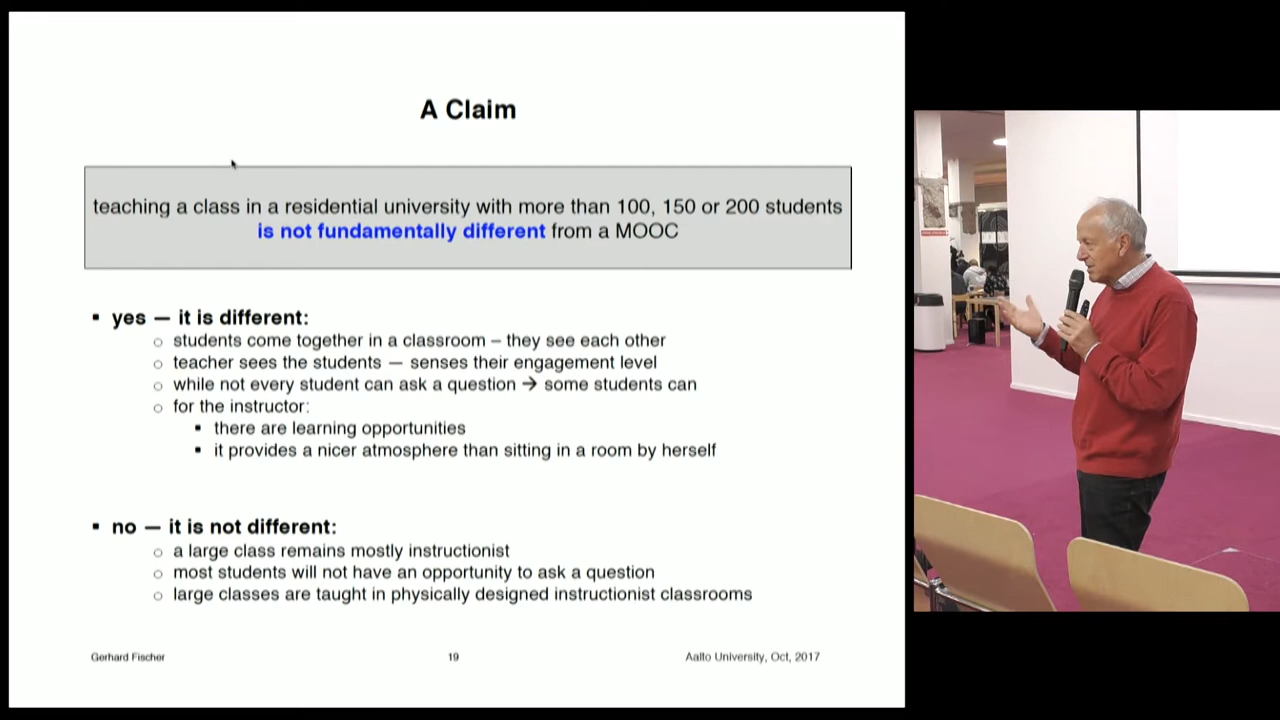 A Claim
teaching a class in a residential university with more than 100, 150 or 200 students
is not fundamentally different from a MOOC
▪ yes — it is different:
o students come together in a classroom – they see each other
o teacher sees the students — senses their engagement level
o while not every student can ask a question → some students can
o for the instructor:
▪ there are learning opportunities
▪ it provides a nicer atmosphere than sitting in a room by herself
▪ no — it is not different:
o a large class remains mostly instructionist
o most students will not have an opportunity to ask a question
o large classes are taught in physically designed instructionist classrooms
Gerhard Fischer 19 Aalto University, Oct, 2017